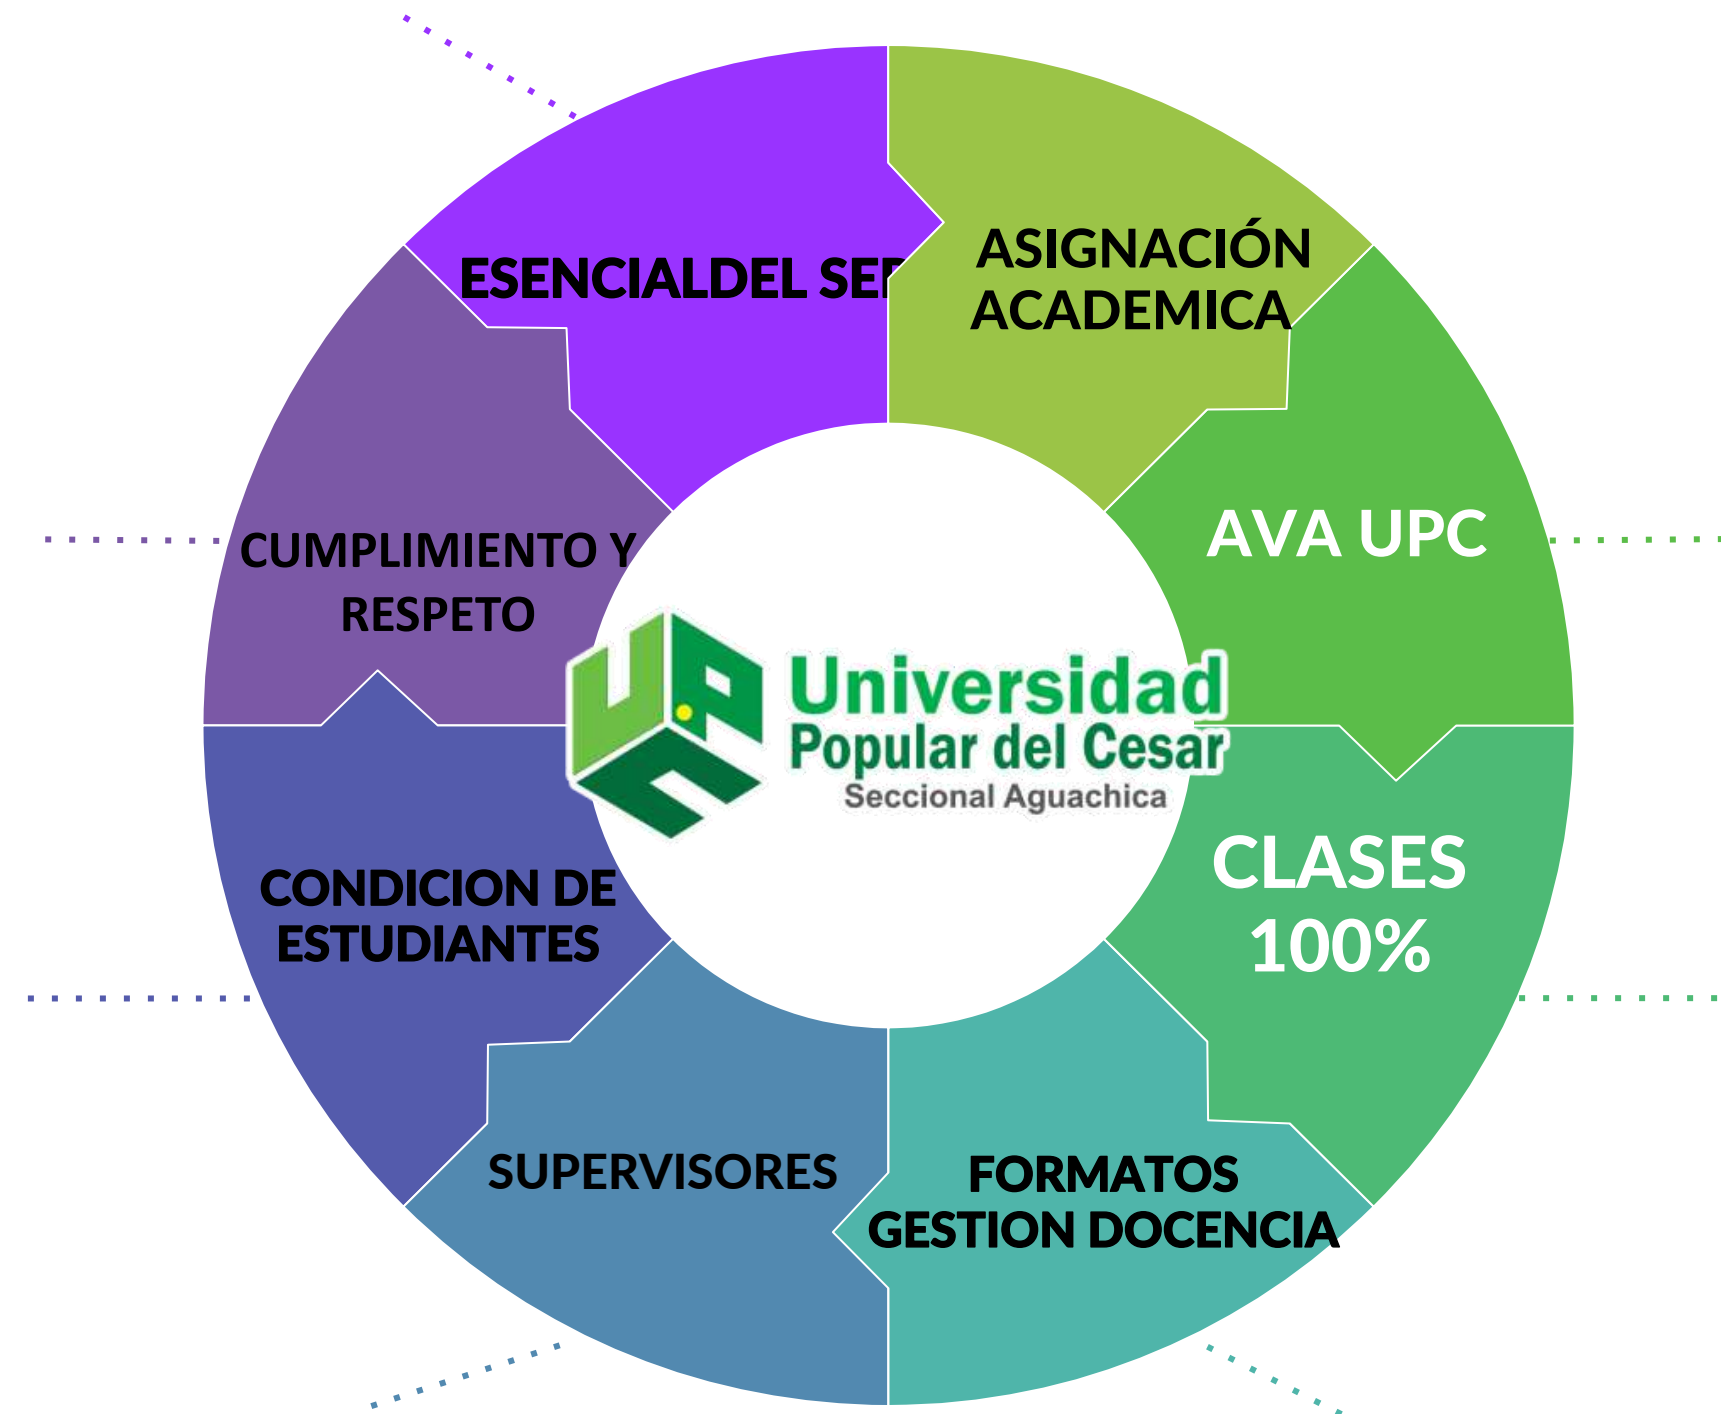 ESENCIALDEL
ASIGNACIÓN
ACADEMICA
AVA UPC
CLASES
100%
FORMATOS
GESTION DOCENCIA
SUPERVISORES
CONDICION DE
ESTUDIANTES
CUMPLIMIENTO Y
RESPETO
UPC
Universidad
Popular del Cesar
Seccional Aguachica